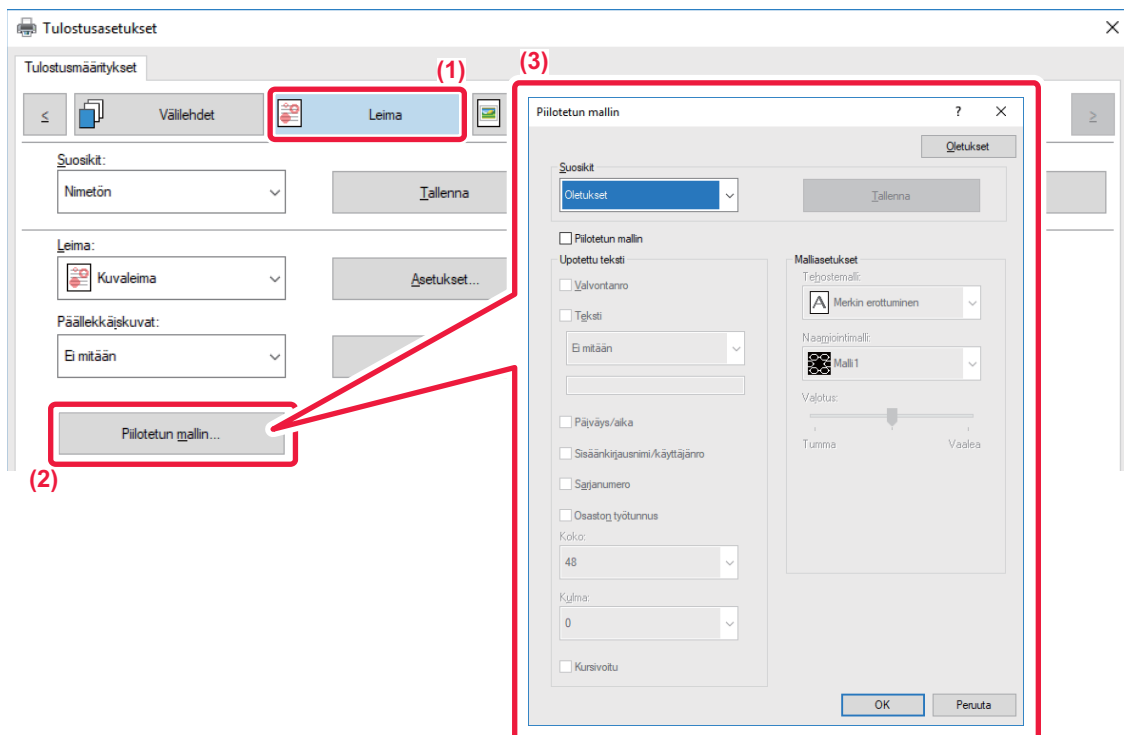 Tulostusasetukset
Tulostusmääritykset
(1)
(3)
≤
Välilehdet
Leima
≥
Suosikit:
Nimetön
Tallenna
Leima:
Kuvaleima
Asetukset...
Päällekkäiskuvat:
Ei mitään
Piilotetun mallin...
(2)
Piilotetun mallin
?
Oletukset
Suosikit
Oletukset
Tallenna
Piilotetun mallin
Upotettu teksti
Valvontanro
Teksti
Ei mitään
Päiväys/aika
Sisäänkirjausnimi/käyttäjänro
Sarjanumero
Osaston työtunnus
Koko:
48
Kulma:
0
Kursivoitu
Malliasetukset
Tehostemalli:
A Merkin erottuminen
Naamiointimalli:
Malli1
Valotus:
Tumma Vaalea
OK Peruuta